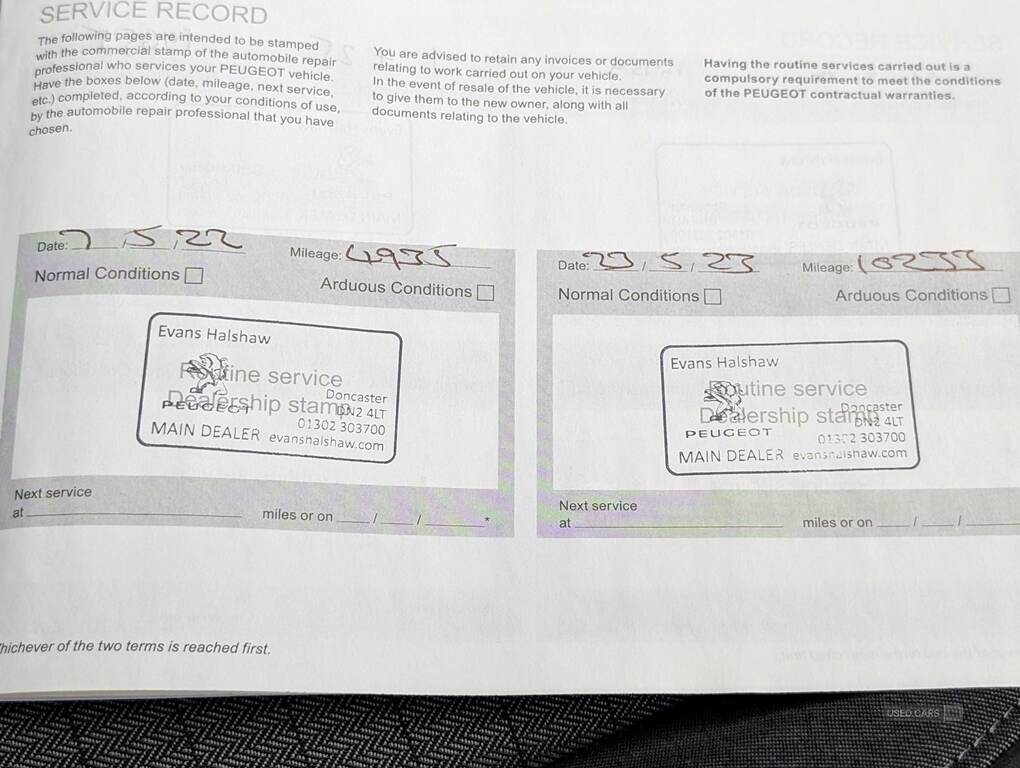 SERVICE RECORD
The following pages are intended to be stamped
with the commercial stamp of the automobile repair
professional who services your PEUGEOT vehicle.
Have the boxes below (date, mileage, next service,
etc.) completed, according to your conditions of use,
by the automobile repair professional that you have
chosen.
You are advised to retain any invoices or documents
relating to work carried out on your vehicle.
In the event of resale of the vehicle, it is necessary
to give them to the new owner, along with all
documents relating to the vehicle.
Having the routine services carried out is a
compulsory requirement to meet the conditions
of the PEUGEOT contractual warranties.
Date: 7/5/22 Mileage: 4935
Normal Conditions Arduous Conditions
Evans Halshaw
Routine service
Doncaster
Dealership stamp
DN2 4LT
PEUGEOT
01302 303700
MAIN DEALER evanshalshaw.com
Next service
at miles or on / / *
Date: 23/5/23 Mileage: 10233
Normal Conditions Arduous Conditions
Evans Halshaw
Routine service
Doncaster
Dealership stamp
DN2 4LT
PEUGEOT
01302 303700
MAIN DEALER evanshalshaw.com
Next service
at miles or on / /
hichever of the two terms is reached first.
USED CARS